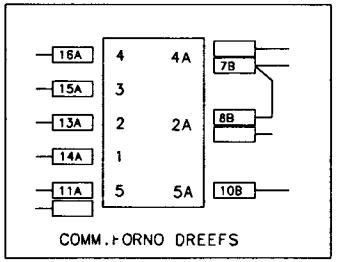 16A 4 4A
7B
15A 3
13A 2 2A 8B
14A 1
11A 5 5A 10B
COMM.FORNO DREEFS